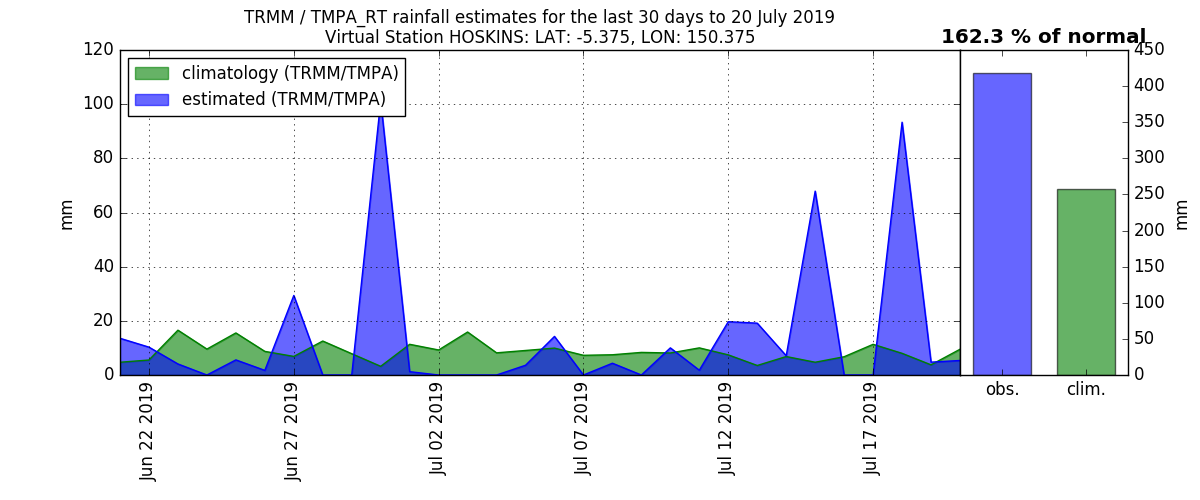 TRMM / TMPA_RT rainfall estimates for the last 30 days to 20 July 2019
Virtual Station HOSKINS: LAT: -5.375, LON: 150.375
162.3 % of normal
climatology (TRMM/TMPA)
estimated (TRMM/TMPA)
120
100
80
60
40
20
0
mm
Jun 22 2019
Jun 27 2019
Jul 02 2019
Jul 07 2019
Jul 12 2019
Jul 17 2019
450
400
350
300
250
200
150
100
50
0
mm
obs.
clim.